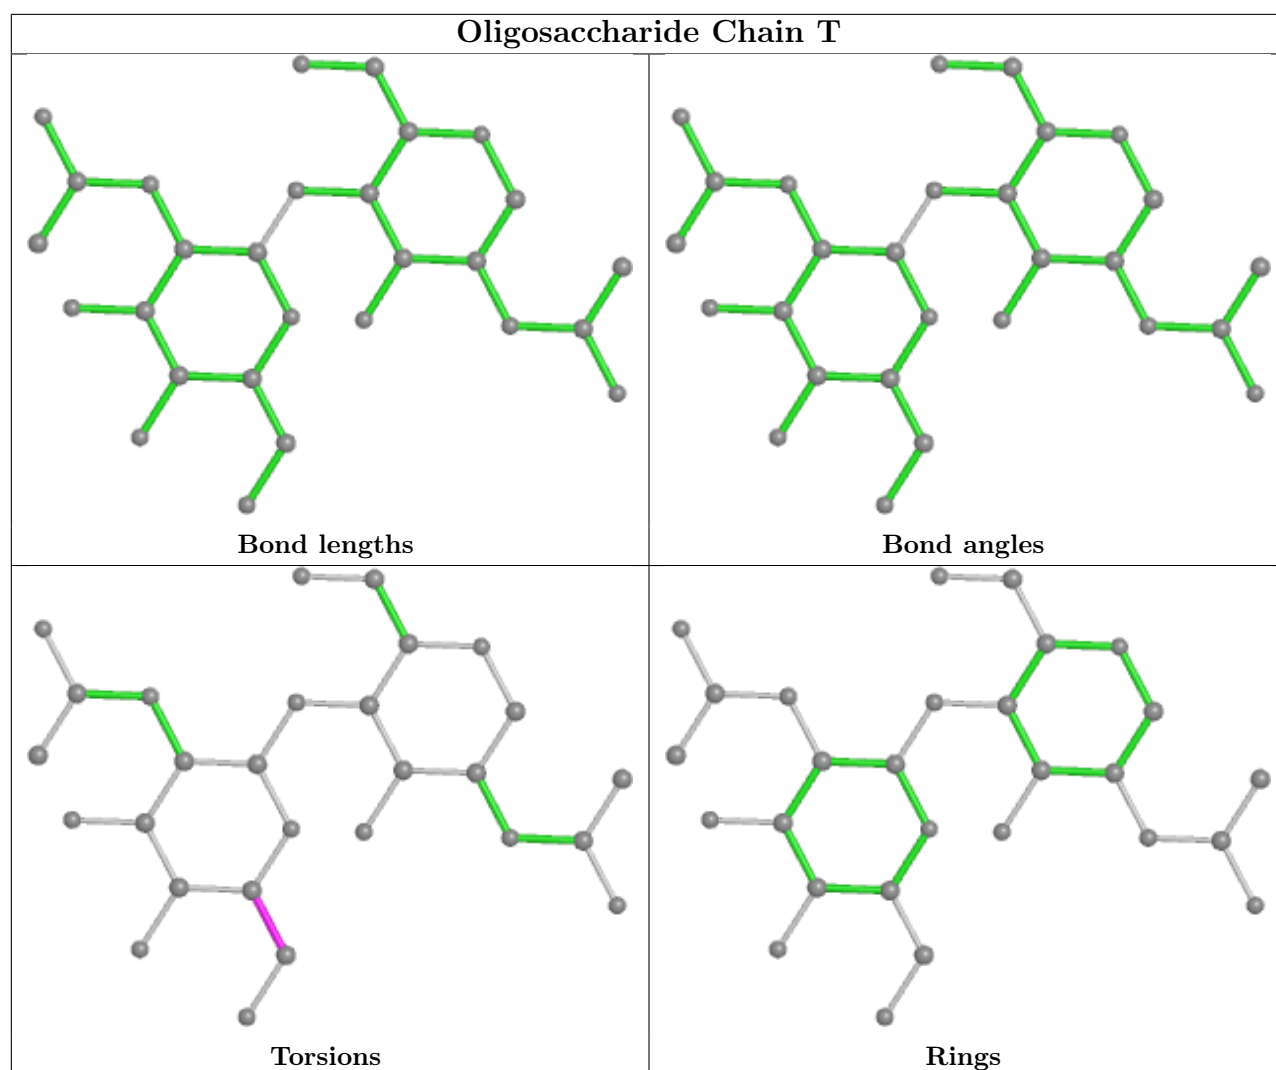 Oligosaccharide Chain T
Bond lengths
Bond angles
Torsions
Rings